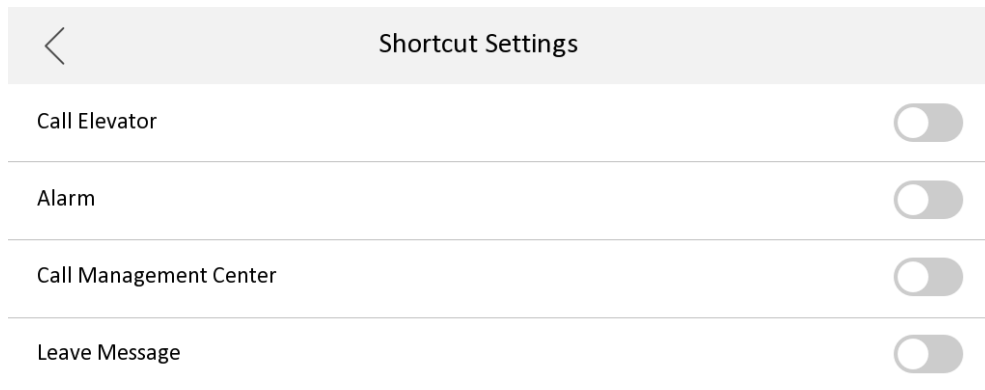 Shortcut Settings
Call Elevator
Alarm
Call Management Center
Leave Message